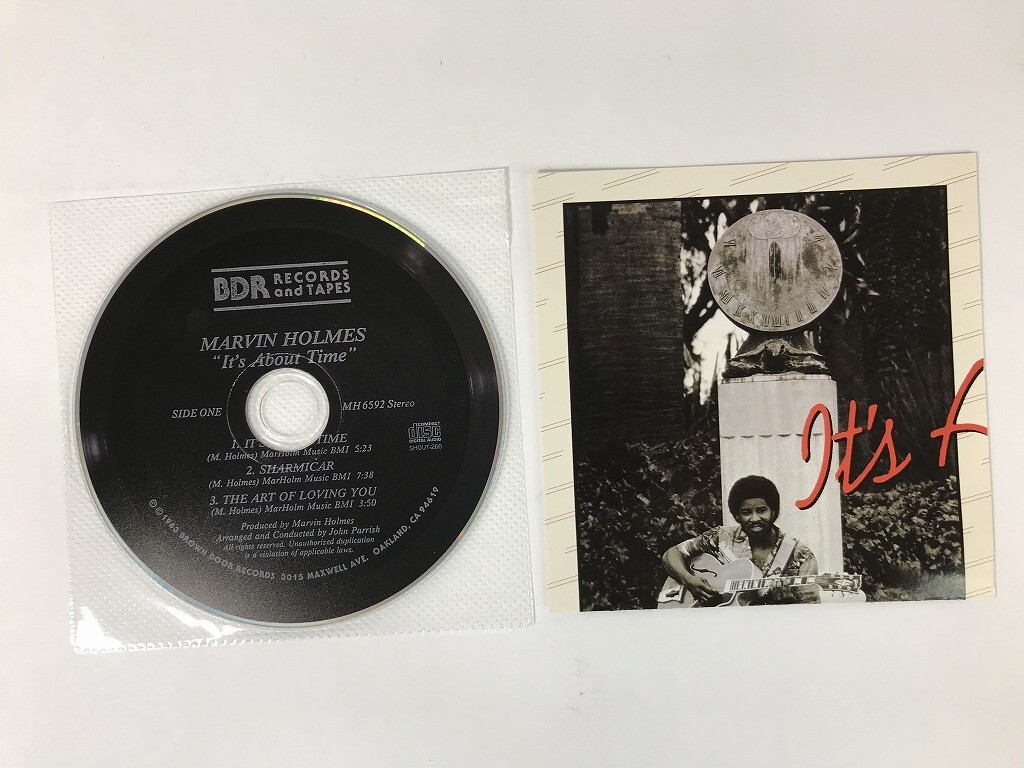 BDR RECORDS and TAPES
MARVIN HOLMES
"It's About Time"
SIDE ONE
MH 6592 Stereo
COMPACT disc DIGITAL AUDIO
SHOUT-266
1. IT'S TIME
(M. Holmes) MarHolm Music BMI 5:23
2. SHARMICAR
(M. Holmes) MarHolm Music BMI 7:38
3. THE ART OF LOVING YOU
(M. Holmes) MarHolm Music BMI 3:50
Produced by Marvin Holmes
Arranged and Conducted by John Parrish
All rights reserved. Unauthorized duplication
is a violation of applicable laws.
℗©1983 BROWN DOOR RECORDS 3015 MAXWELL AVE. OAKLAND, CA 94619
It's A